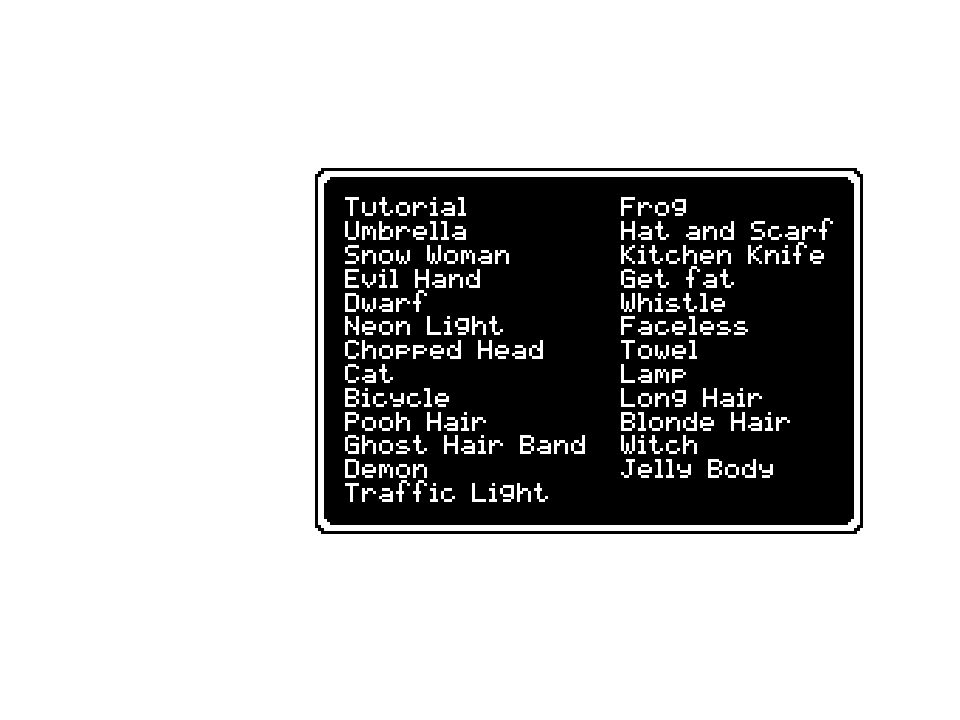 Tutorial
Umbrella
Snow Woman
Evil Hand
Dwarf
Neon Light
Chopped Head
Cat
Bicycle
Pooh Hair
Ghost Hair Band
Demon
Traffic Light
Frog
Hat and Scarf
Kitchen Knife
Get fat
Whistle
Faceless
Towel
Lamp
Long Hair
Blonde Hair
Witch
Jelly Body